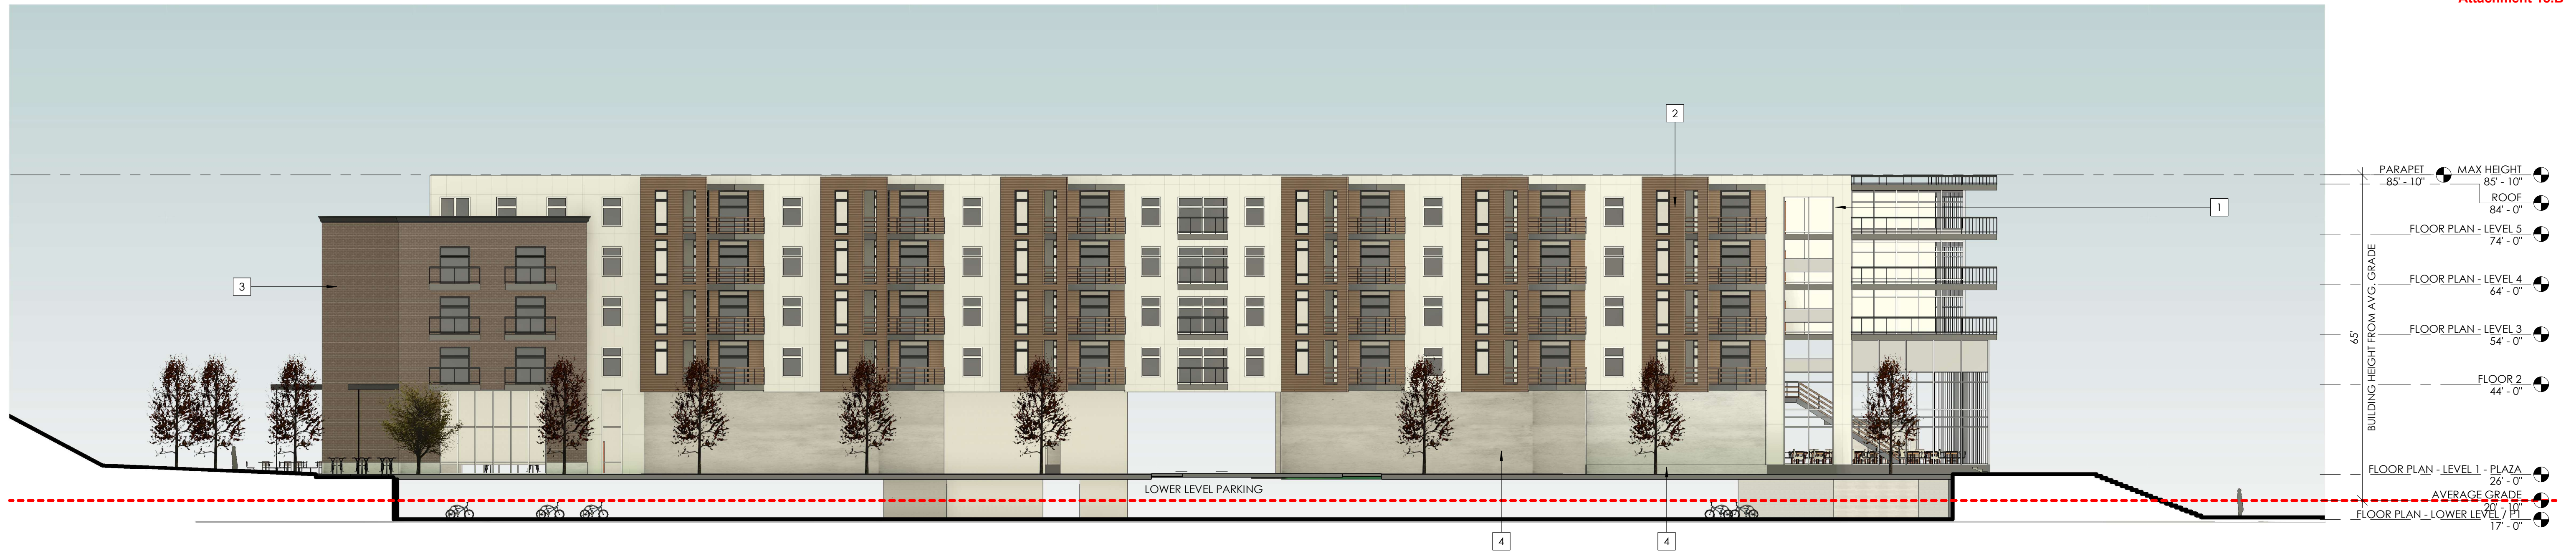 2
PARAPET
85' - 10"
MAX HEIGHT
85' - 10"
1
ROOF
84' - 0"
FLOOR PLAN - LEVEL 5
74' - 0"
3
FLOOR PLAN - LEVEL 4
64' - 0"
BUILDING HEIGHT FROM AVG. GRADE
65'
FLOOR PLAN - LEVEL 3
54' - 0"
FLOOR 2
44' - 0"
FLOOR PLAN - LEVEL 1 - PLAZA
26' - 0"
LOWER LEVEL PARKING
AVERAGE GRADE
20' - 10"
FLOOR PLAN - LOWER LEVEL / P1
17' - 0"
4
4